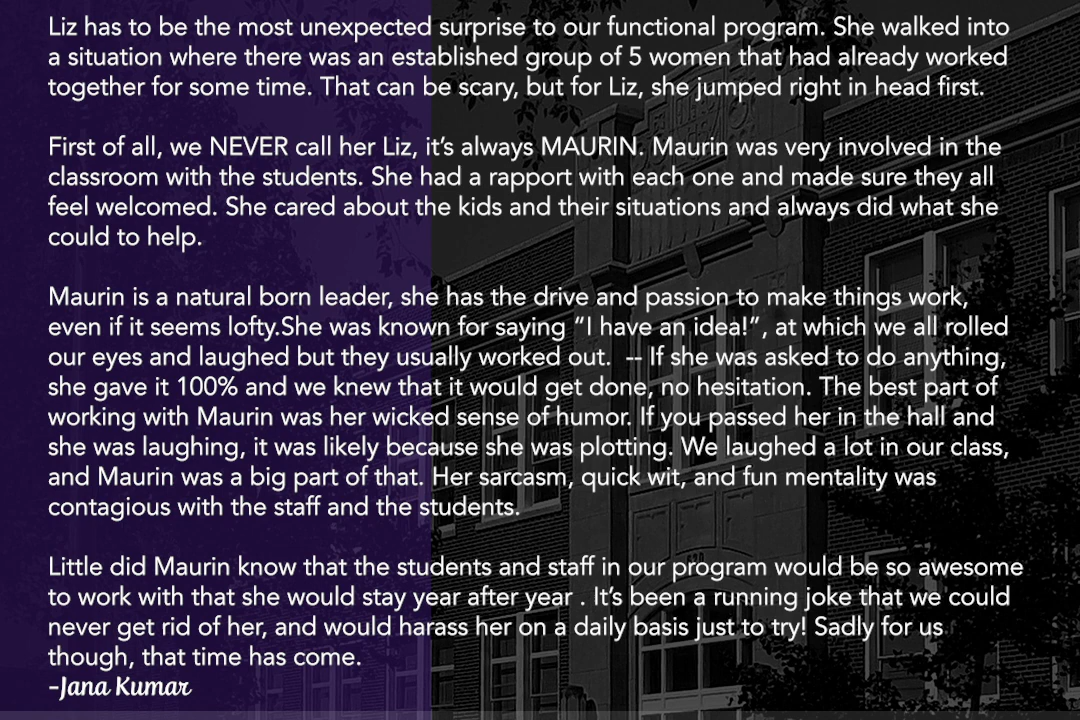 Liz has to be the most unexpected surprise to our functional program. She walked into
a situation where there was an established group of 5 women that had already worked
together for some time. That can be scary, but for Liz, she jumped right in head first.
First of all, we NEVER call her Liz, it’s always MAURIN. Maurin was very involved in the
classroom with the students. She had a rapport with each one and made sure they all
feel welcomed. She cared about the kids and their situations and always did what she
could to help.
Maurin is a natural born leader, she has the drive and passion to make things work,
even if it seems lofty.She was known for saying “I have an idea!”, at which we all rolled
our eyes and laughed but they usually worked out.  -- If she was asked to do anything,
she gave it 100% and we knew that it would get done, no hesitation. The best part of
working with Maurin was her wicked sense of humor. If you passed her in the hall and
she was laughing, it was likely because she was plotting. We laughed a lot in our class,
and Maurin was a big part of that. Her sarcasm, quick wit, and fun mentality was
contagious with the staff and the students.
Little did Maurin know that the students and staff in our program would be so awesome
to work with that she would stay year after year . It’s been a running joke that we could
never get rid of her, and would harass her on a daily basis just to try! Sadly for us
though, that time has come.
-Jana Kumar